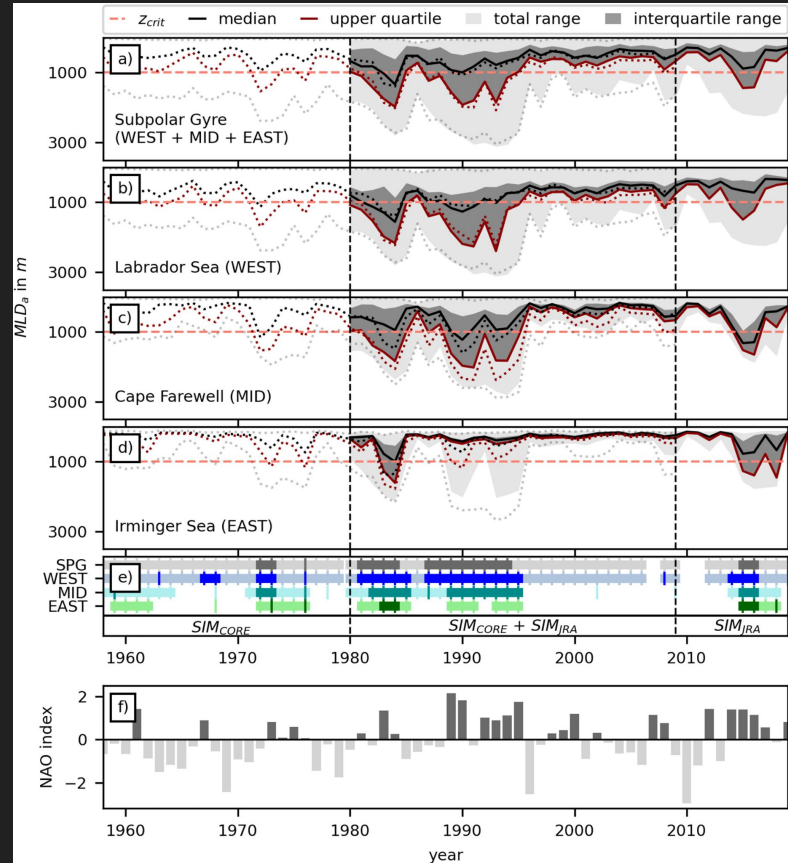 z_crit median upper quartile total range interquartile range
a)
1000
3000
Subpolar Gyre
(WEST + MID + EAST)
b)
1000
3000
Labrador Sea (WEST)
MLD_a in m
c)
1000
3000
Cape Farewell (MID)
d)
1000
3000
Irminger Sea (EAST)
e)
SPG
WEST
MID
EAST
SIM_CORE SIM_CORE + SIM_JRA SIM_JRA
1960 1970 1980 1990 2000 2010
f)
2
0
−2
NAO index
1960 1970 1980 1990 2000 2010
year